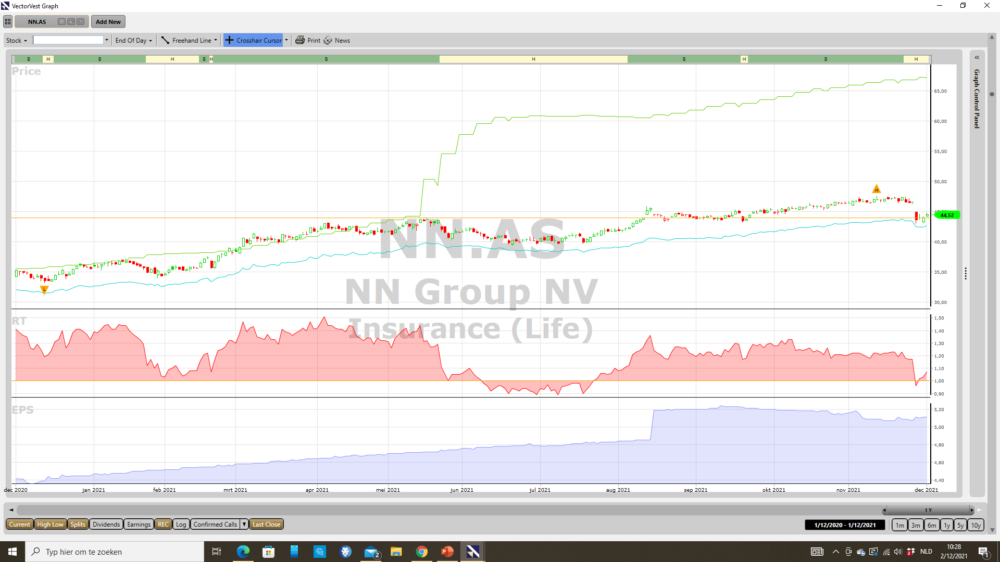 VectorVest Graph
NN.AS Add New
Stock End Of Day Freehand Line Crosshair Cursor Print News
B H B H B H B H B H B H
Price
65,00
60,00
55,00
50,00
45,00
44,52
40,00
35,00
30,00
H
L
NN.AS
NN Group NV
Insurance (Life)
RT
1,50
1,40
1,30
1,20
1,10
1,00
0,90
EPS
5,20
5,00
4,80
4,60
4,40
dec 2020 jan 2021 feb 2021 mrt 2021 apr 2021 mei 2021 jun 2021 jul 2021 aug 2021 sep 2021 okt 2021 nov 2021 dec 2021
Graph Control Panel
1 Y
Current High Low Splits Dividends Earnings REC Log Confirmed Calls Last Close 1/12/2020 - 1/12/2021 1m 3m 6m 1y 5y 10y
Typ hier om te zoeken
2
2
NLD
10:28
2/12/2021
1